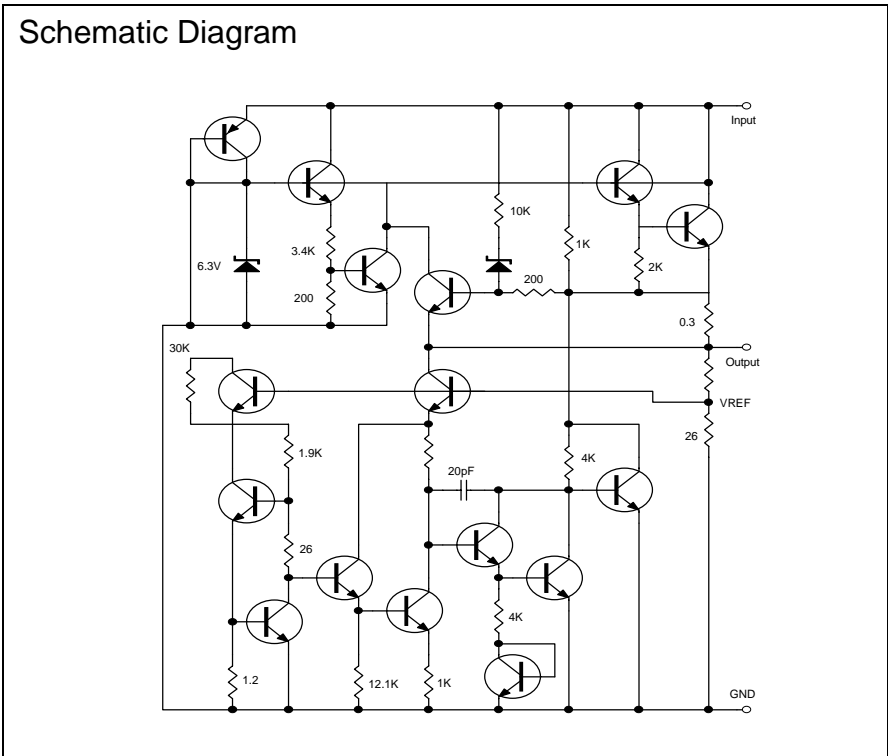 Schematic Diagram
Input
10K
3.4K
1K
6.3V
2K
200
200
0.3
30K
Output
VREF
1.9K
26
4K
20pF
26
4K
1.2
12.1K
1K
GND